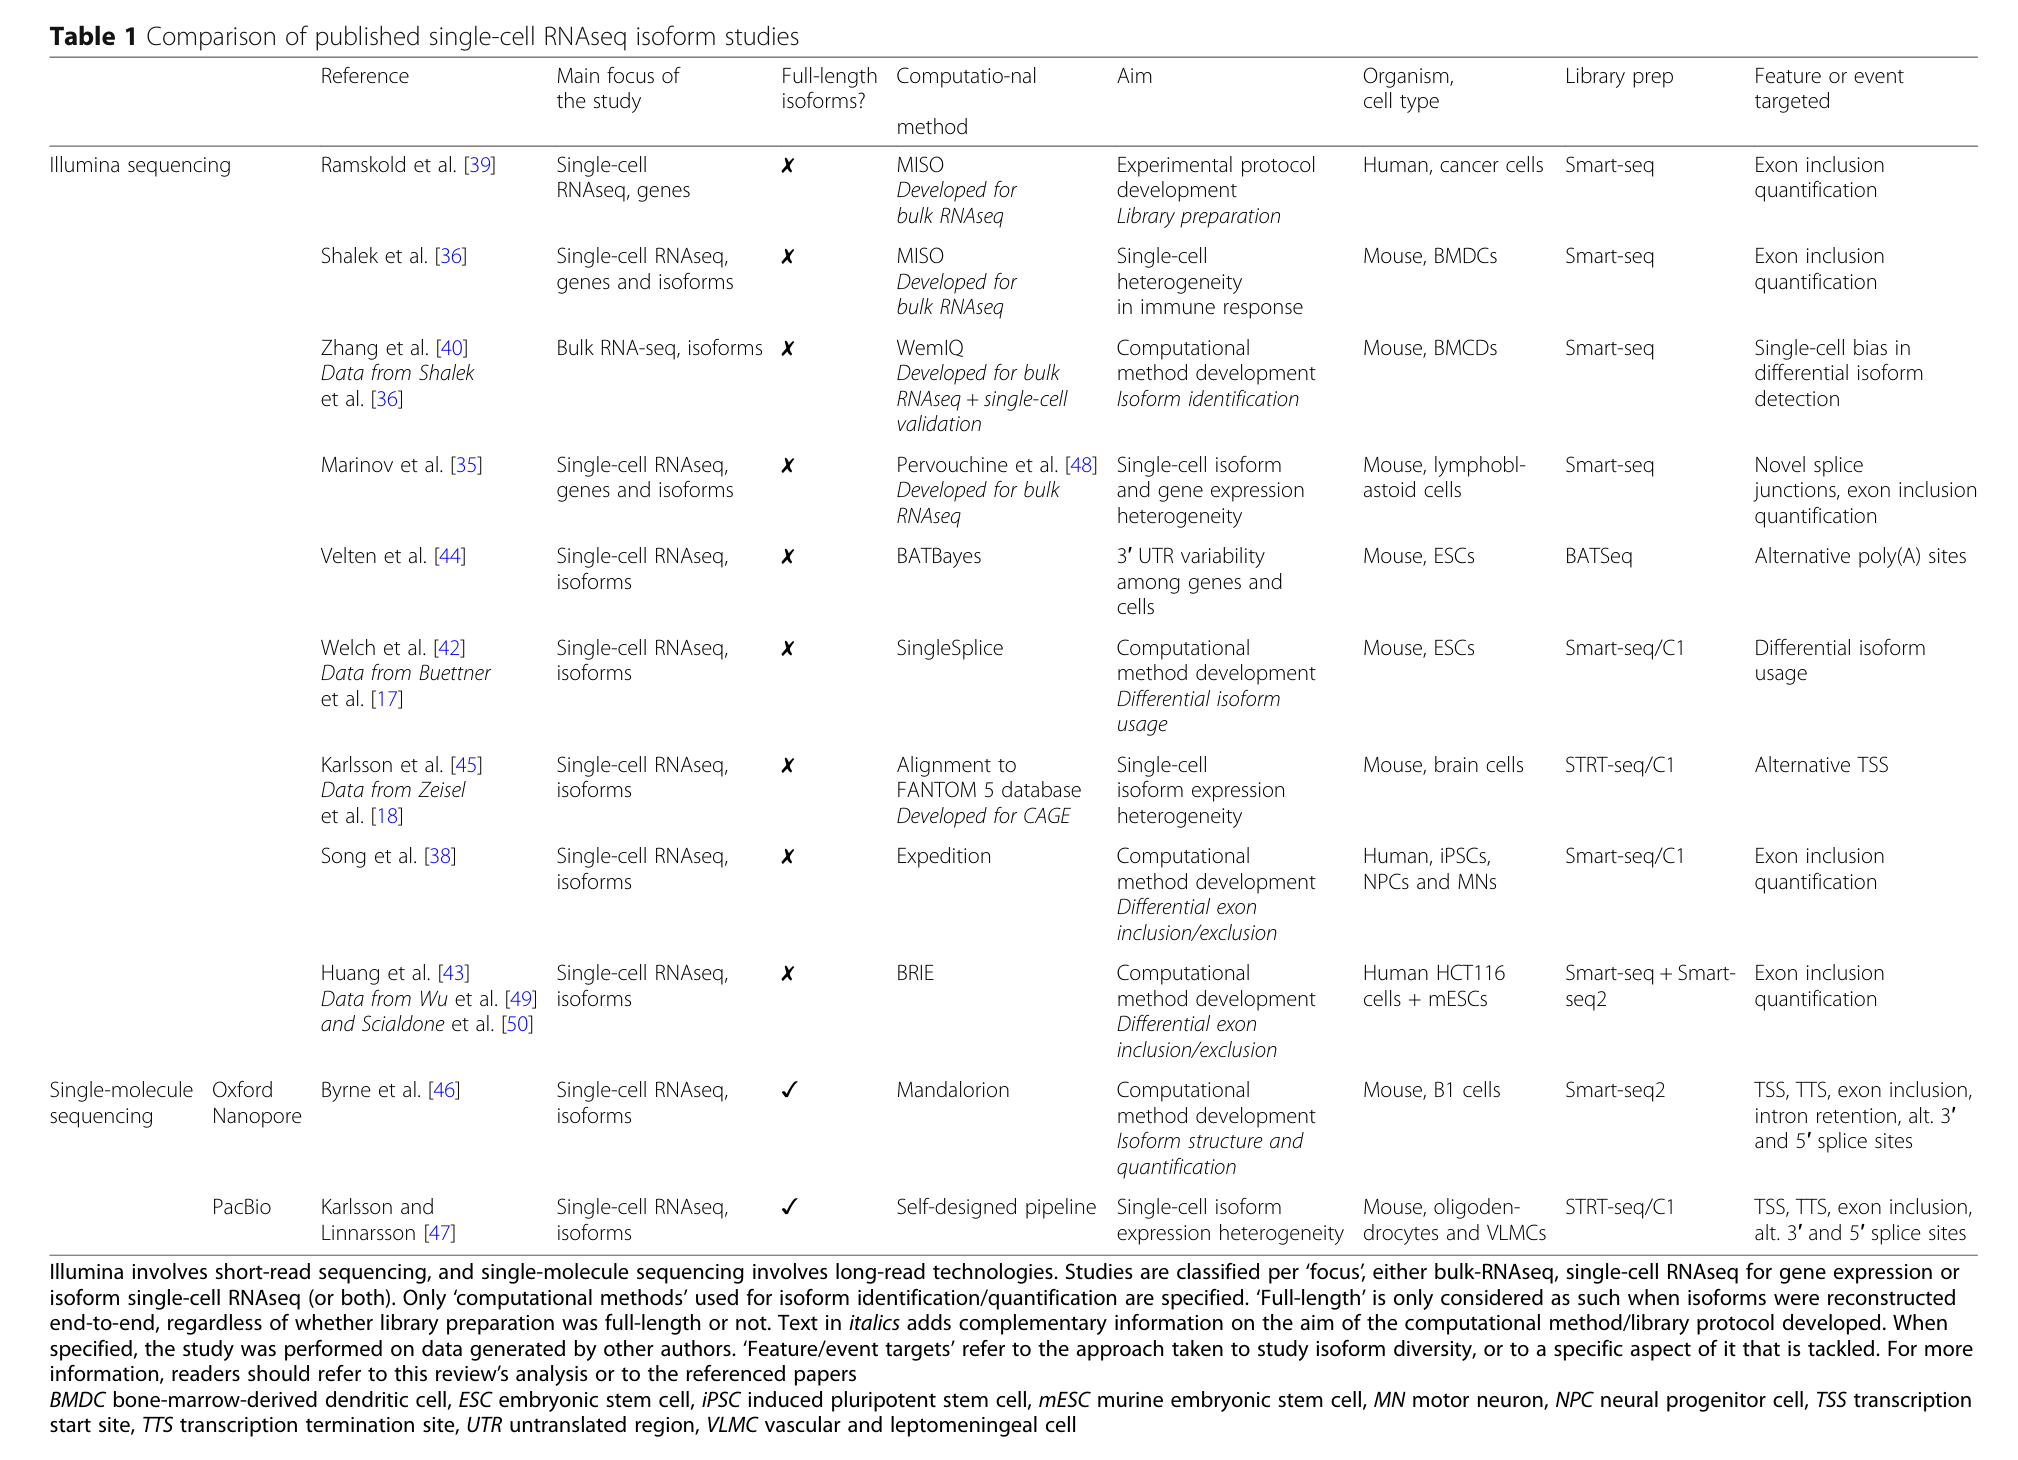 Table 1 Comparison of published single-cell RNAseq isoform studies
Reference Main focus of the study Full-length isoforms? Computatio-nal method Aim Organism, cell type Library prep Feature or event targeted
Illumina sequencing Ramskold et al. [39] Single-cell RNAseq, genes ✗ MISO Developed for bulk RNAseq Experimental protocol development Library preparation Human, cancer cells Smart-seq Exon inclusion quantification
Shalek et al. [36] Single-cell RNAseq, genes and isoforms ✗ MISO Developed for bulk RNAseq Single-cell heterogeneity in immune response Mouse, BMDCs Smart-seq Exon inclusion quantification
Zhang et al. [40] Data from Shalek et al. [36] Bulk RNA-seq, isoforms ✗ WemIQ Developed for bulk RNAseq + single-cell validation Computational method development Isoform identification Mouse, BMCDs Smart-seq Single-cell bias in differential isoform detection
Marinov et al. [35] Single-cell RNAseq, genes and isoforms ✗ Pervouchine et al. [48] Developed for bulk RNAseq Single-cell isoform and gene expression heterogeneity Mouse, lymphobl-astoid cells Smart-seq Novel splice junctions, exon inclusion quantification
Velten et al. [44] Single-cell RNAseq, isoforms ✗ BATBayes 3′ UTR variability among genes and cells Mouse, ESCs BATSeq Alternative poly(A) sites
Welch et al. [42] Data from Buettner et al. [17] Single-cell RNAseq, isoforms ✗ SingleSplice Computational method development Differential isoform usage Mouse, ESCs Smart-seq/C1 Differential isoform usage
Karlsson et al. [45] Data from Zeisel et al. [18] Single-cell RNAseq, isoforms ✗ Alignment to FANTOM 5 database Developed for CAGE Single-cell isoform expression heterogeneity Mouse, brain cells STRT-seq/C1 Alternative TSS
Song et al. [38] Single-cell RNAseq, isoforms ✗ Expedition Computational method development Differential exon inclusion/exclusion Human, iPSCs, NPCs and MNs Smart-seq/C1 Exon inclusion quantification
Huang et al. [43] Data from Wu et al. [49] and Scialdone et al. [50] Single-cell RNAseq, isoforms ✗ BRIE Computational method development Differential exon inclusion/exclusion Human HCT116 cells + mESCs Smart-seq + Smart-seq2 Exon inclusion quantification
Single-molecule sequencing Oxford Nanopore Byrne et al. [46] Single-cell RNAseq, isoforms ✓ Mandalorion Computational method development Isoform structure and quantification Mouse, B1 cells Smart-seq2 TSS, TTS, exon inclusion, intron retention, alt. 3′ and 5′ splice sites
PacBio Karlsson and Linnarsson [47] Single-cell RNAseq, isoforms ✓ Self-designed pipeline Single-cell isoform expression heterogeneity Mouse, oligoden-drocytes and VLMCs STRT-seq/C1 TSS, TTS, exon inclusion, alt. 3′ and 5′ splice sites
Illumina involves short-read sequencing, and single-molecule sequencing involves long-read technologies. Studies are classified per ‘focus’, either bulk-RNAseq, single-cell RNAseq for gene expression or
isoform single-cell RNAseq (or both). Only ‘computational methods’ used for isoform identification/quantification are specified. ‘Full-length’ is only considered as such when isoforms were reconstructed
end-to-end, regardless of whether library preparation was full-length or not. Text in italics adds complementary information on the aim of the computational method/library protocol developed. When
specified, the study was performed on data generated by other authors. ‘Feature/event targets’ refer to the approach taken to study isoform diversity, or to a specific aspect of it that is tackled. For more
information, readers should refer to this review’s analysis or to the referenced papers
BMDC bone-marrow-derived dendritic cell, ESC embryonic stem cell, iPSC induced pluripotent stem cell, mESC murine embryonic stem cell, MN motor neuron, NPC neural progenitor cell, TSS transcription
start site, TTS transcription termination site, UTR untranslated region, VLMC vascular and leptomeningeal cell